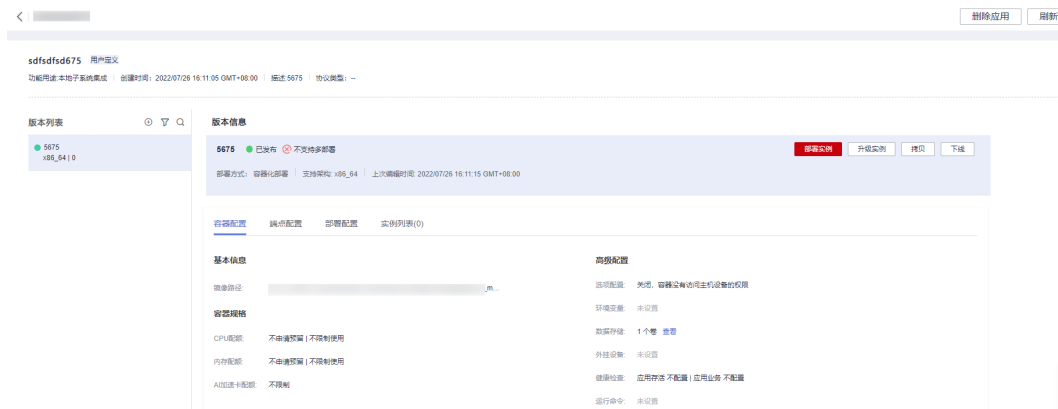 删除应用 刷新
sdfsdfsd675 用户定义
功能用途:本地子系统集成 创建时间：2022/07/26 16:11:05 GMT+08:00 描述:5675 协议类型：--
版本列表 版本信息
5675
x86_64 | 0
5675 已发布 不支持多部署 部署实例 升级实例 拷贝 下线
部署方式：容器化部署 支持架构: x86_64 上次编辑时间: 2022/07/26 16:11:15 GMT+08:00
容器配置 端点配置 部署配置 实例列表(0)
基本信息
镜像路径: _m...
容器规格
CPU配额: 不申请预留 | 不限制使用
内存配额: 不申请预留 | 不限制使用
AI加速卡配额: 不限制
高级配置
选项配置: 关闭，容器没有访问主机设备的权限
环境变量: 未设置
数据存储: 1 个卷 查看
外挂设备: 未设置
健康检查: 应用存活 不配置 | 应用业务 不配置
运行命令: 未设置